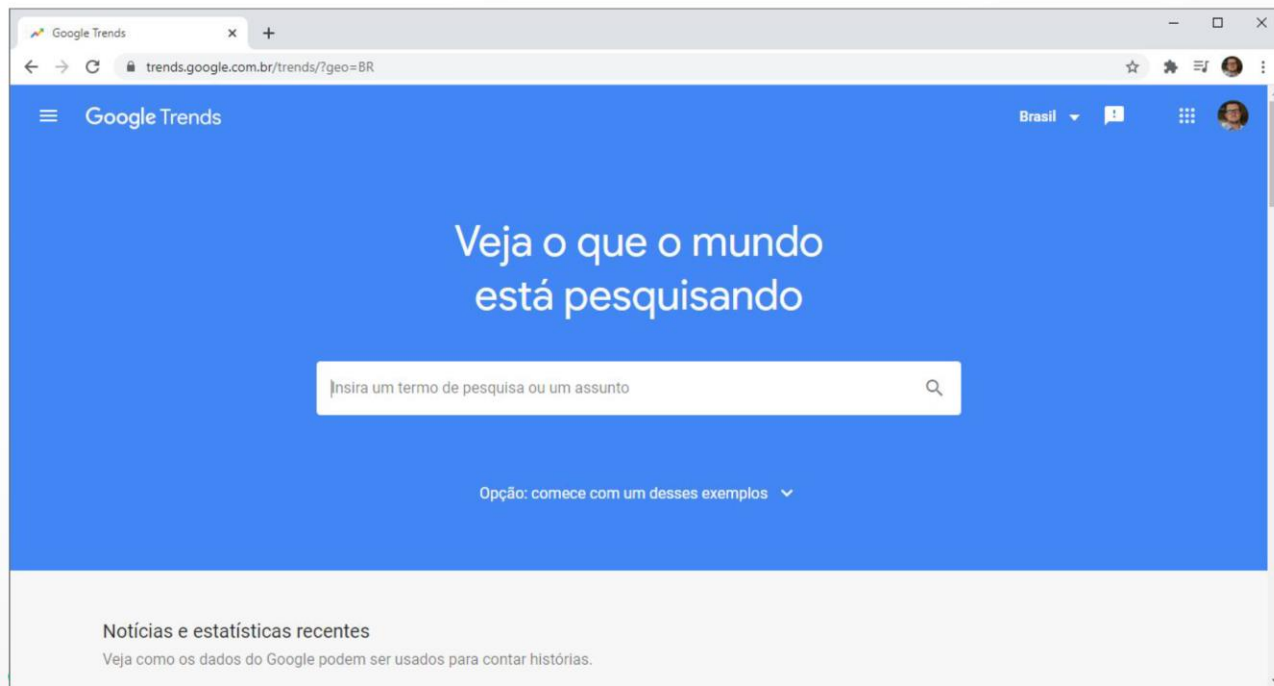 Google Trends
trends.google.com.br/trends/?geo=BR
Google Trends
Brasil
Veja o que o mundo
está pesquisando
Insira um termo de pesquisa ou um assunto
Opção: comece com um desses exemplos
Notícias e estatísticas recentes
Veja como os dados do Google podem ser usados para contar histórias.